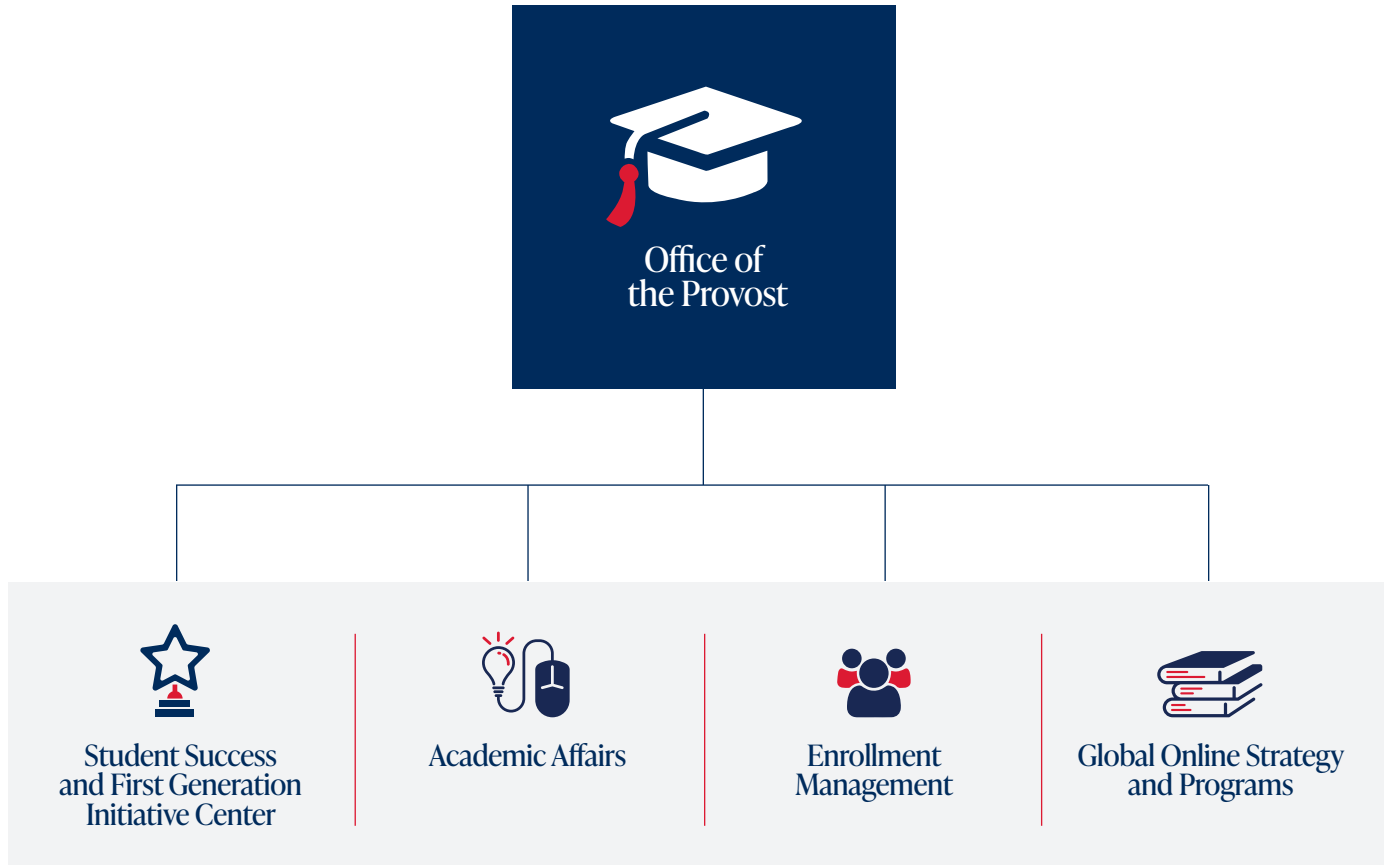 Office of
the Provost
Student Success
and First Generation
Initiative Center
Academic Affairs
Enrollment
Management
Global Online Strategy
and Programs